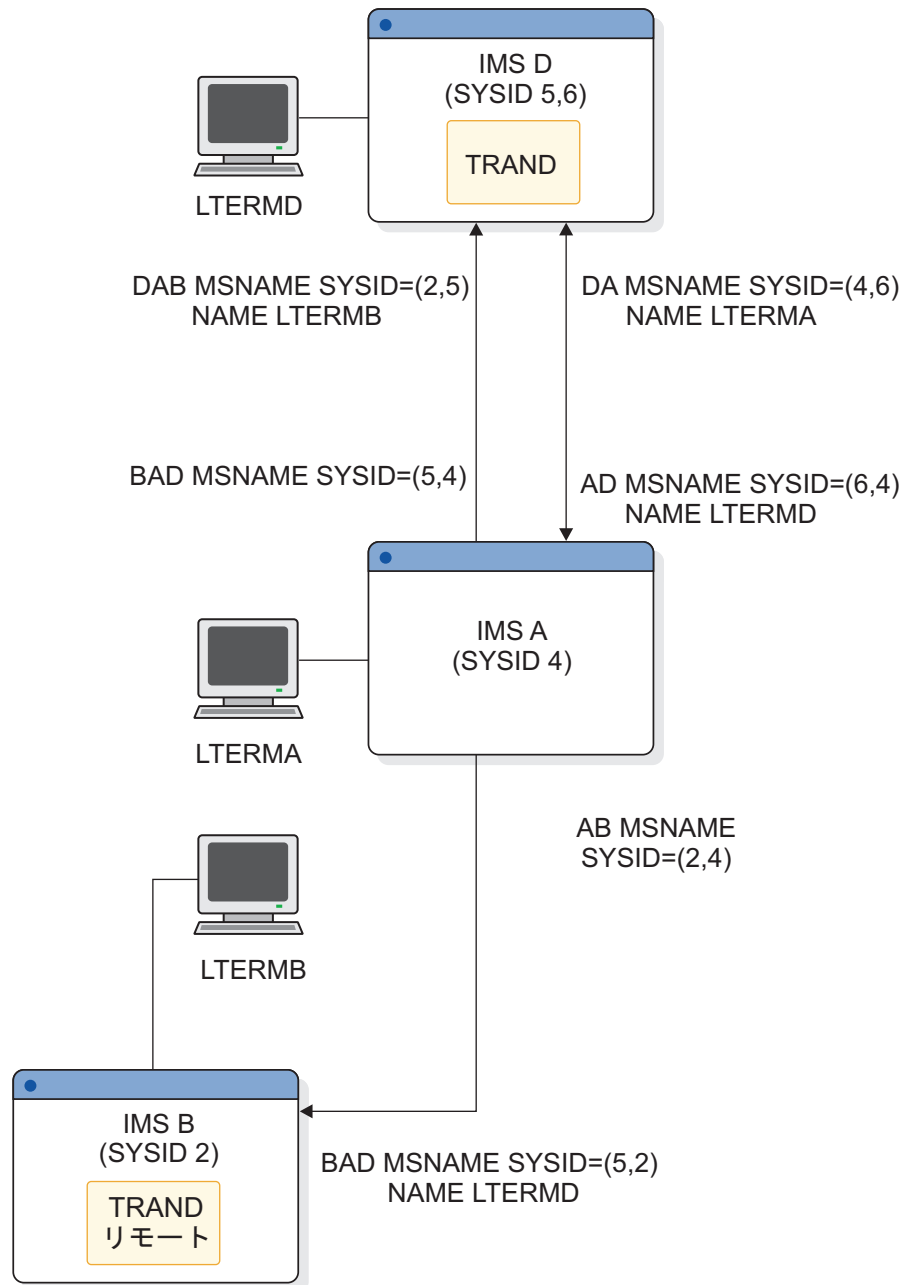 IMS D
(SYSID 5,6)
TRAND
LTERMD
DAB MSNAME SYSID=(2,5)
NAME LTERMB
DA MSNAME SYSID=(4,6)
NAME LTERMA
BAD MSNAME SYSID=(5,4)
AD MSNAME SYSID=(6,4)
NAME LTERMD
IMS A
(SYSID 4)
LTERMA
AB MSNAME
SYSID=(2,4)
LTERMB
IMS B
(SYSID 2)
TRAND
リモート
BAD MSNAME SYSID=(5,2)
NAME LTERMD